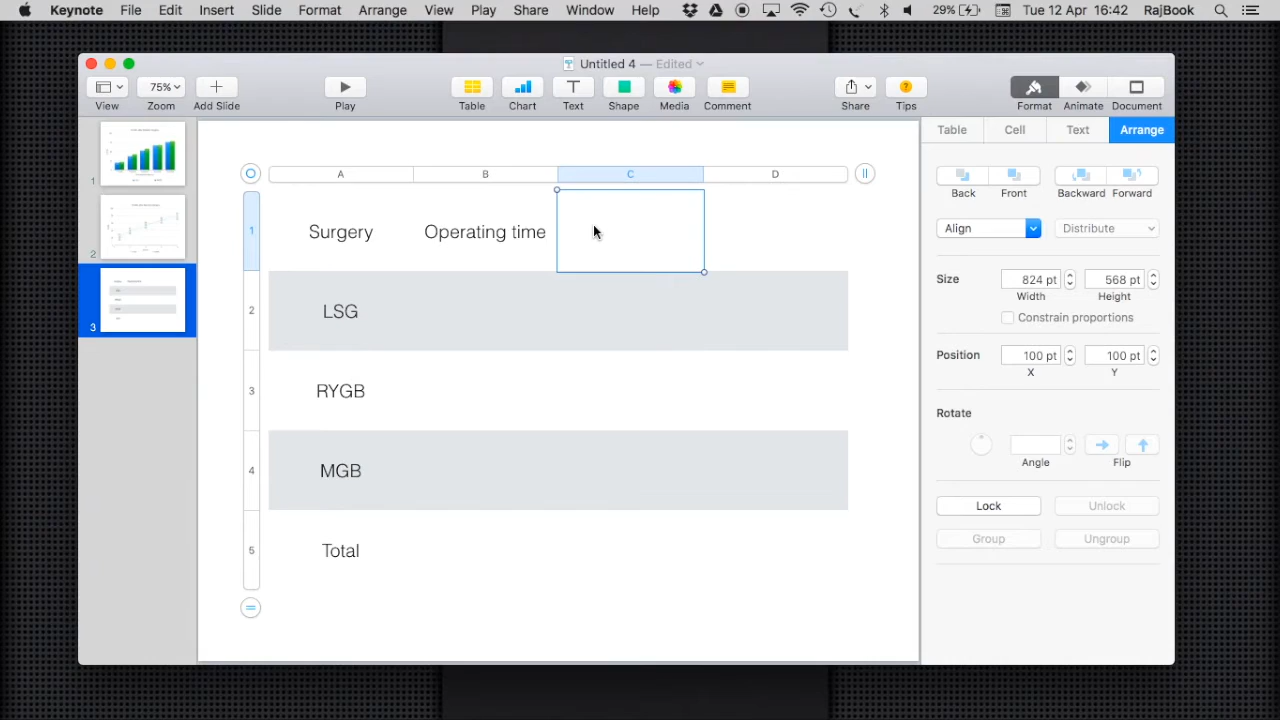 Keynote File Edit Insert Slide Format Arrange View Play Share Window Help 29% Tue 12 Apr 16:42 RajBook
Untitled 4 — Edited
75%
View Zoom Add Slide Play Table Chart Text Shape Media Comment Share Tips Format Animate Document
Table Cell Text Arrange
A B C D
Back Front Backward Forward
1 Surgery Operating time
Align Distribute
2 LSG
Size 824 pt 568 pt
Width Height
Constrain proportions
3 RYGB
Position 100 pt 100 pt
X Y
Rotate
Angle Flip
4 MGB
Lock Unlock
Group Ungroup
5 Total
1
2
3